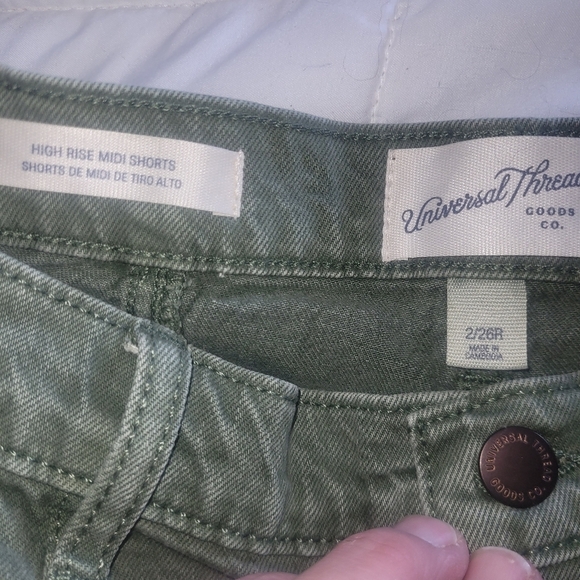 HIGH RISE MIDI SHORTS
SHORTS DE MIDI DE TIRO ALTO
Universal Thread
GOODS
CO.
2/26R
MADE IN
CAMBODIA
UNIVERSAL THREAD
GOODS CO.